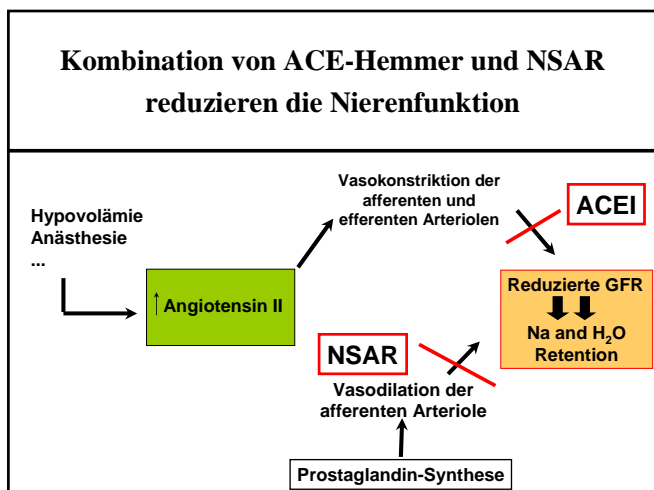 Kombination von ACE-Hemmer und NSAR
reduzieren die Nierenfunktion
Vasokonstriktion der
afferenten und
efferenten Arteriolen
ACEI
Hypovolämie
Anästhesie
...
↑ Angiotensin II
Reduzierte GFR
Na and H₂O
Retention
NSAR
Vasodilation der
afferenten Arteriole
Prostaglandin-Synthese